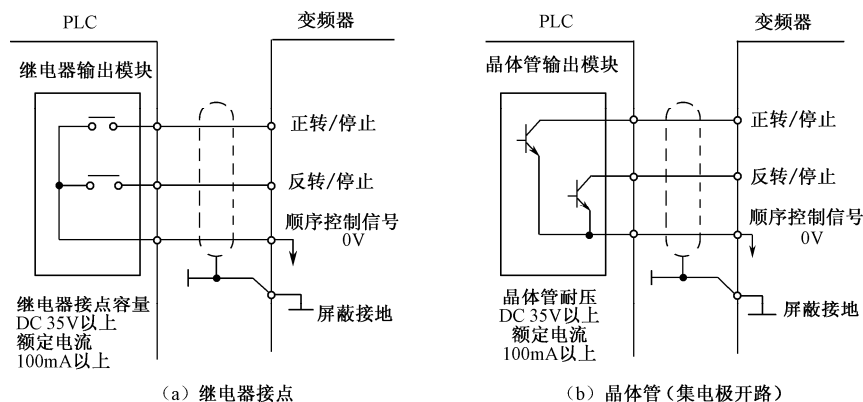 PLC
变频器
继电器输出模块
正转/停止
反转/停止
顺序控制信号
0V
屏蔽接地
继电器接点容量
DC 35V以上
额定电流
100mA以上
(a) 继电器接点
PLC
变频器
晶体管输出模块
正转/停止
反转/停止
顺序控制信号
0V
屏蔽接地
晶体管耐压
DC 35V以上
额定电流
100mA以上
(b) 晶体管(集电极开路)